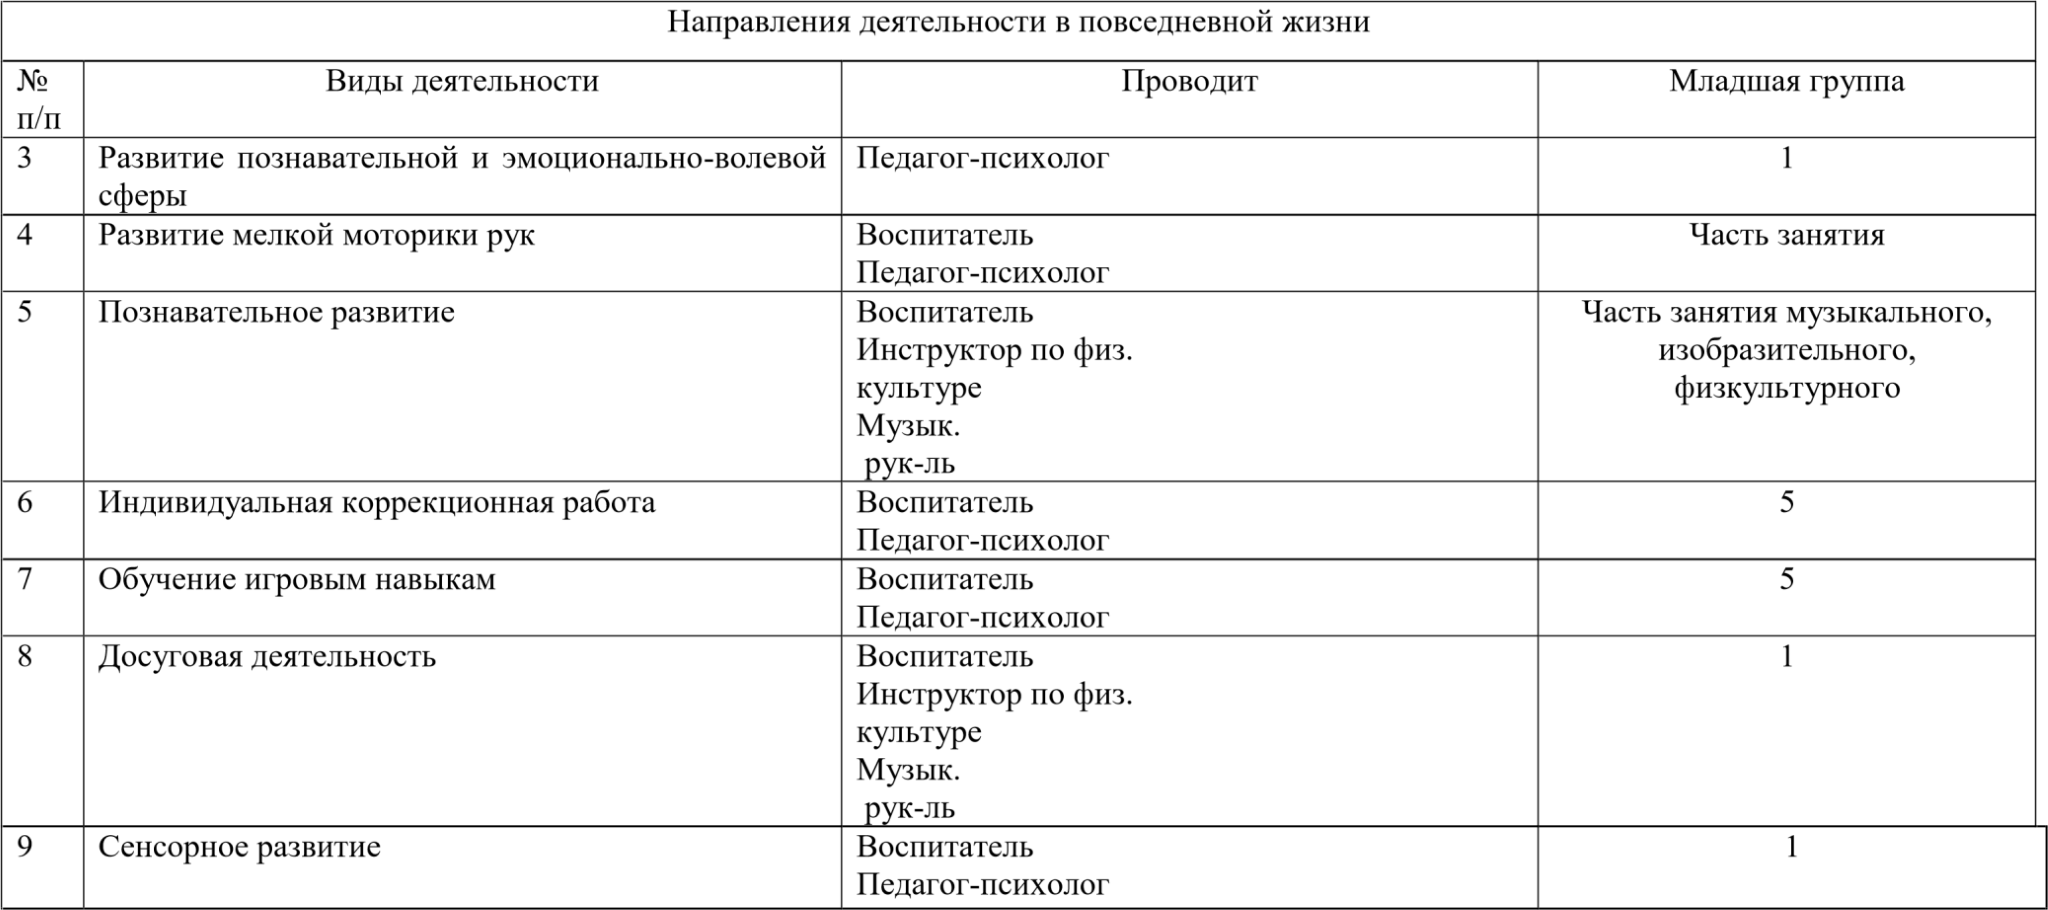 Направления деятельности в повседневной жизни
№ Виды деятельности Проводит Младшая группа
п/п
3 Развитие познавательной и эмоционально-волевой Педагог-психолог 1
сферы
4 Развитие мелкой моторики рук Воспитатель Часть занятия
Педагог-психолог
5 Познавательное развитие Воспитатель Часть занятия музыкального,
Инструктор по физ. изобразительного,
культуре физкультурного
Музык.
рук-ль
6 Индивидуальная коррекционная работа Воспитатель 5
Педагог-психолог
7 Обучение игровым навыкам Воспитатель 5
Педагог-психолог
8 Досуговая деятельность Воспитатель 1
Инструктор по физ.
культуре
Музык.
рук-ль
9 Сенсорное развитие Воспитатель 1
Педагог-психолог